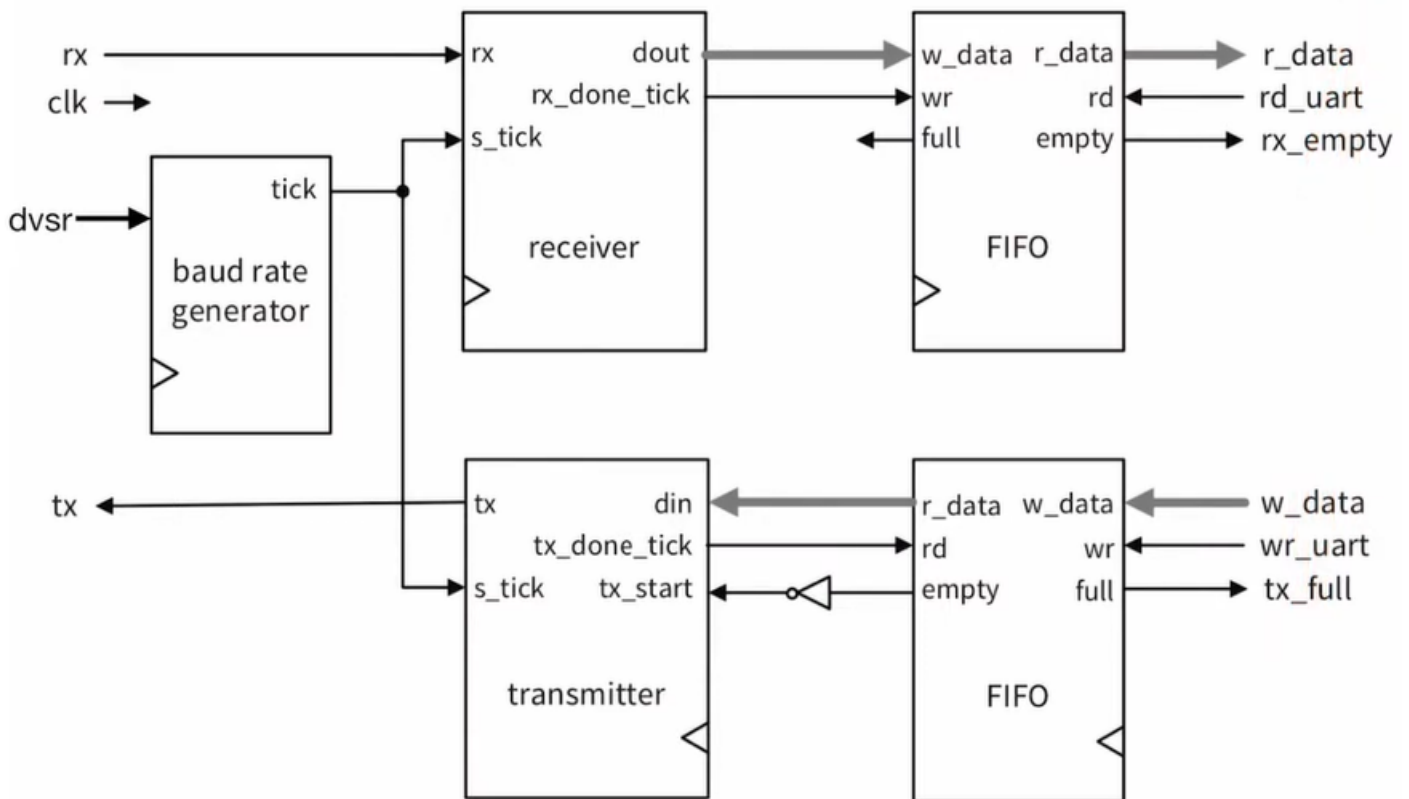 rx
clk
dvsr
tick
baud rate
generator
rx
dout
rx_done_tick
s_tick
receiver
w_data
r_data
wr
rd
full
empty
FIFO
r_data
rd_uart
rx_empty
tx
tx
din
tx_done_tick
s_tick
tx_start
transmitter
r_data
w_data
rd
wr
empty
full
FIFO
w_data
wr_uart
tx_full